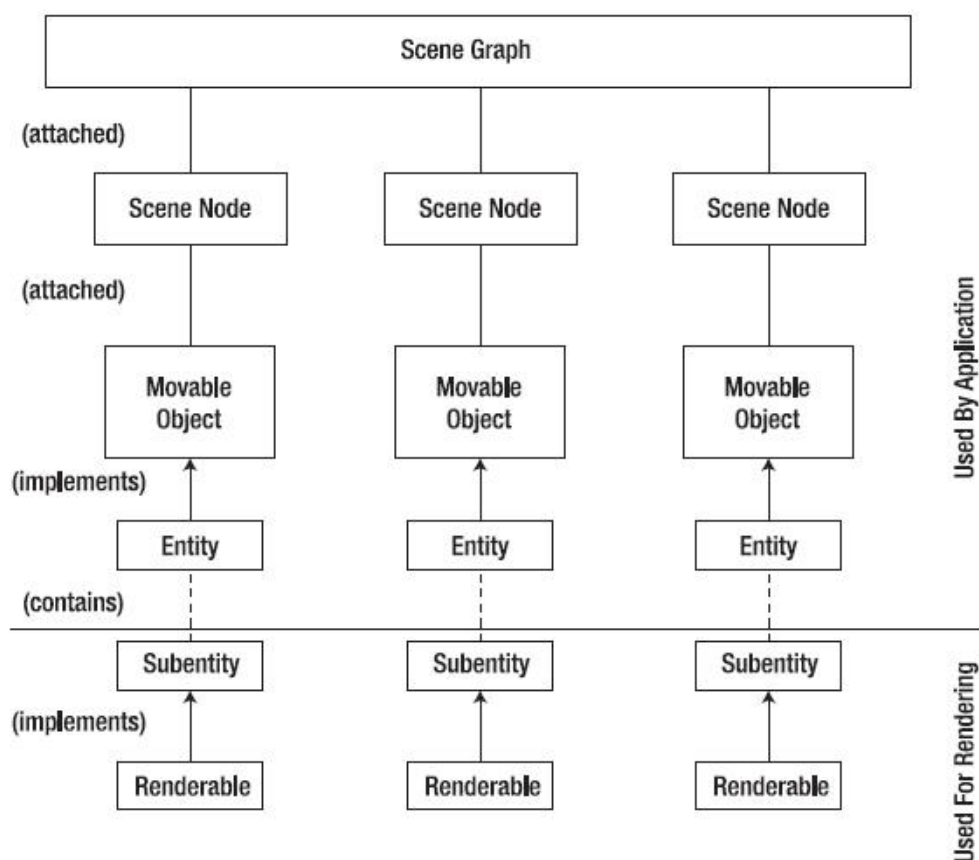 Scene Graph
(attached)
Scene Node Scene Node Scene Node
(attached)
Movable Movable Movable
Object Object Object
(implements)
Entity Entity Entity
(contains)
Subentity Subentity Subentity
(implements)
Renderable Renderable Renderable
Used By Application
Used For Rendering